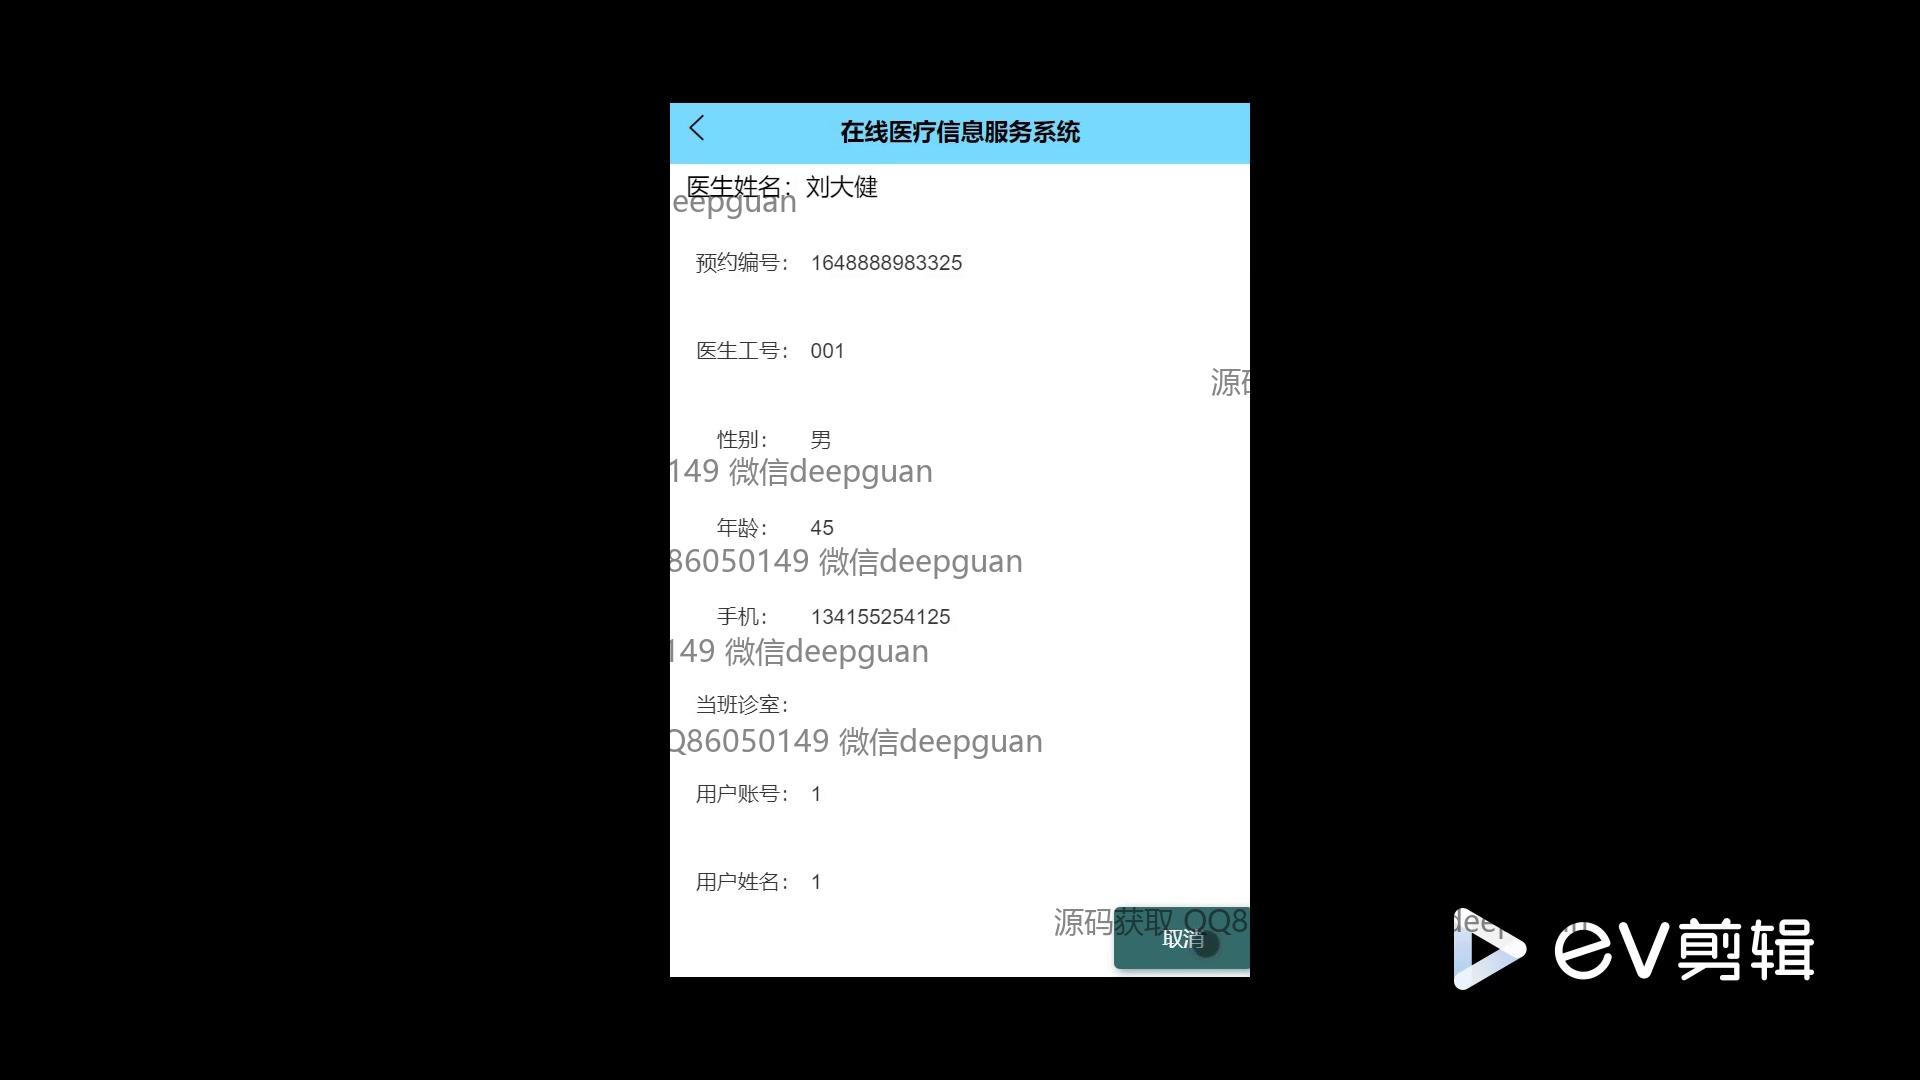 在线医疗信息服务系统
医生姓名：刘大健
eepguan
预约编号： 1648888983325
医生工号： 001
源码
性别： 男
149 微信deepguan
年龄： 45
86050149 微信deepguan
手机： 134155254125
149 微信deepguan
当班诊室：
Q86050149 微信deepguan
用户账号： 1
用户姓名： 1
源码获取 QQ8
取消
ev剪辑